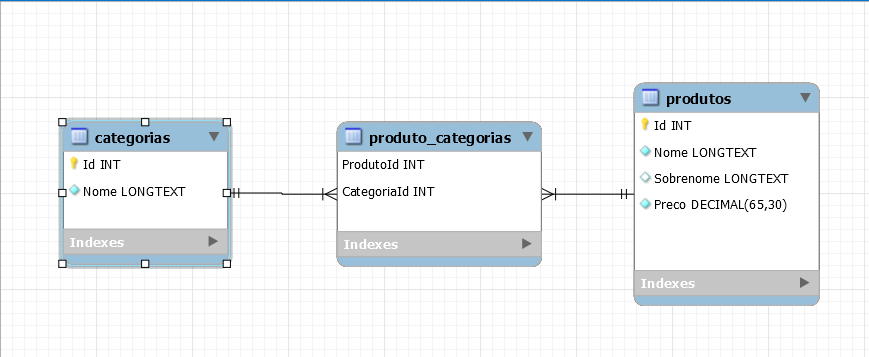 categorias
Id INT
Nome LONGTEXT
Indexes
produto_categorias
ProdutoId INT
CategoriaId INT
Indexes
produtos
Id INT
Nome LONGTEXT
Sobrenome LONGTEXT
Preco DECIMAL(65,30)
Indexes